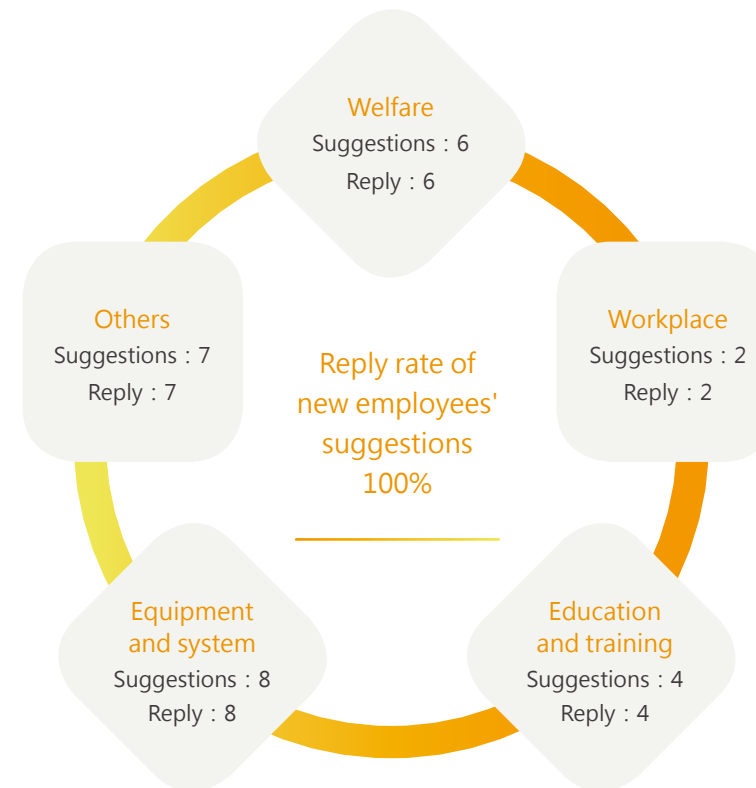 Welfare
Suggestions : 6
Reply : 6
Workplace
Suggestions : 2
Reply : 2
Education
and training
Suggestions : 4
Reply : 4
Equipment
and system
Suggestions : 8
Reply : 8
Others
Suggestions : 7
Reply : 7
Reply rate of
new employees'
suggestions
100%